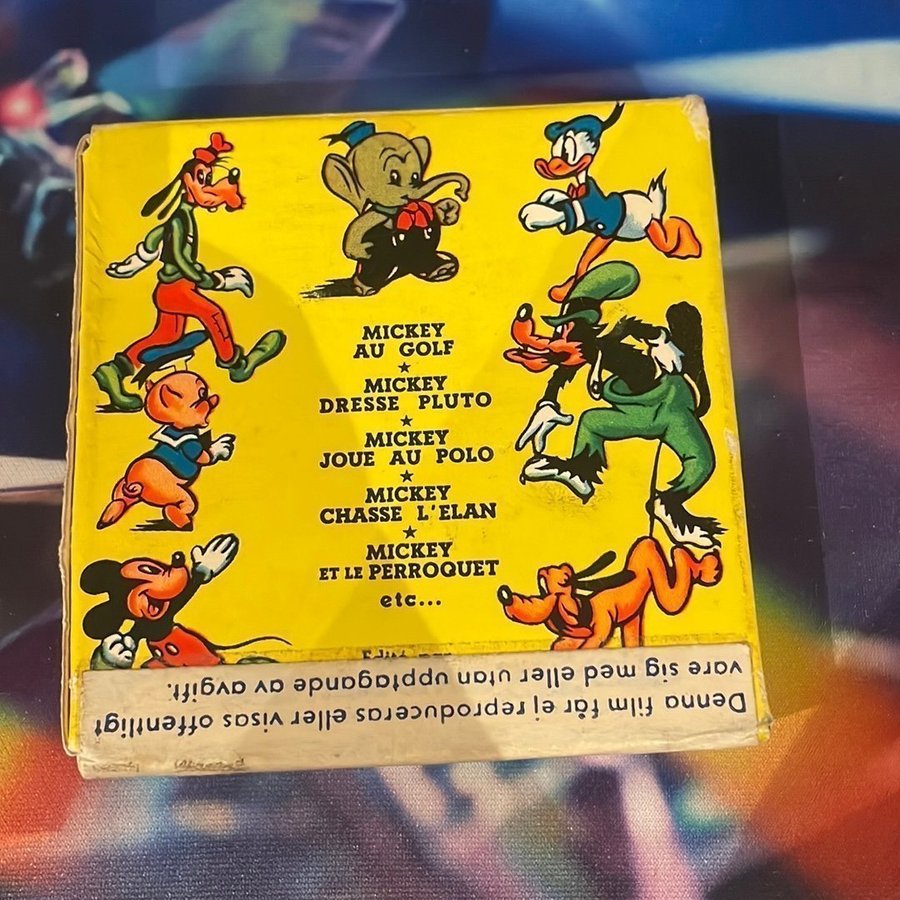 MICKEY
AU GOLF
★
MICKEY
DRESSE PLUTO
★
MICKEY
JOUE AU POLO
★
MICKEY
CHASSE L'ELAN
★
MICKEY
ET LE PERROQUET
etc...
Denna film får ej reproduceras eller visas offentligt
vare sig med eller utan upptagande av avgift.